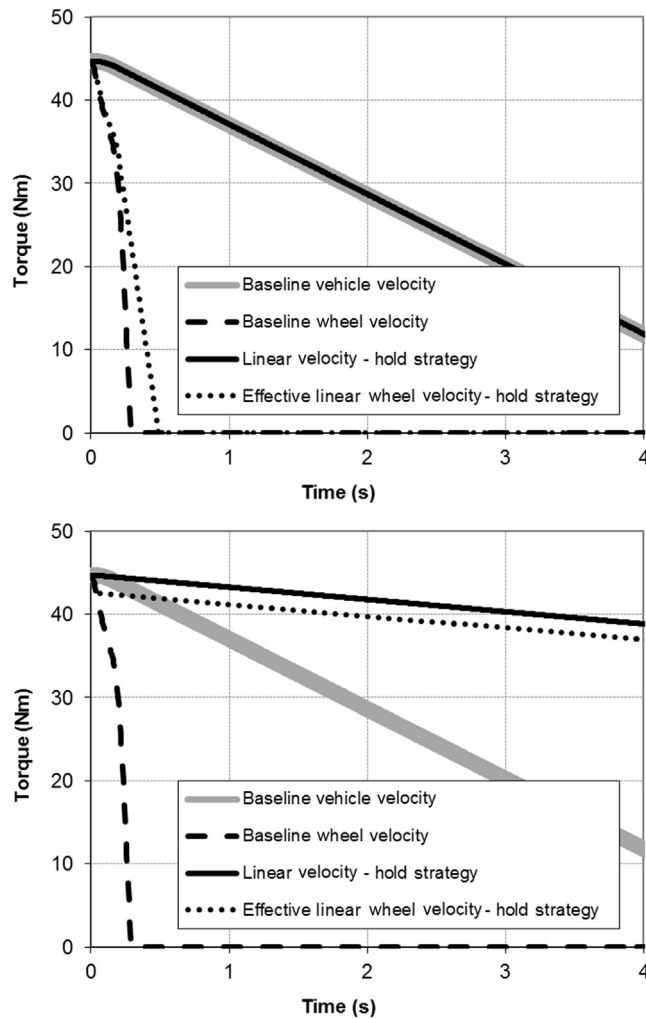 50
40
30
20
10
0
Torque (Nm)
Baseline vehicle velocity
Baseline wheel velocity
Linear velocity - hold strategy
Effective linear wheel velocity - hold strategy
0 1 2 3 4
Time (s)
50
40
30
20
10
0
Torque (Nm)
Baseline vehicle velocity
Baseline wheel velocity
Linear velocity - hold strategy
Effective linear wheel velocity - hold strategy
0 1 2 3 4
Time (s)